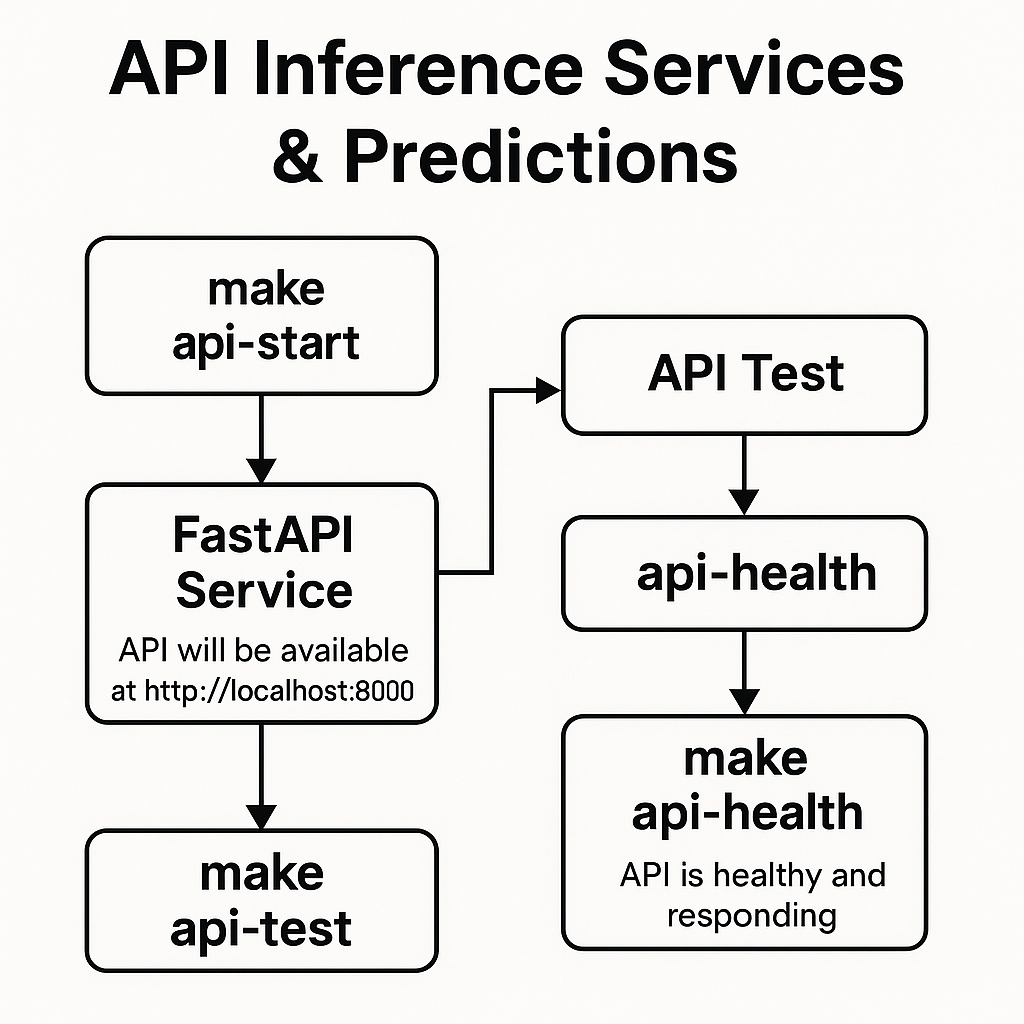 API Inference Services
& Predictions
make
api-start
FastAPI
Service
API will be available
at http://localhost:8000
make
api-test
API Test
api-health
make
api-health
API is healthy and
responding